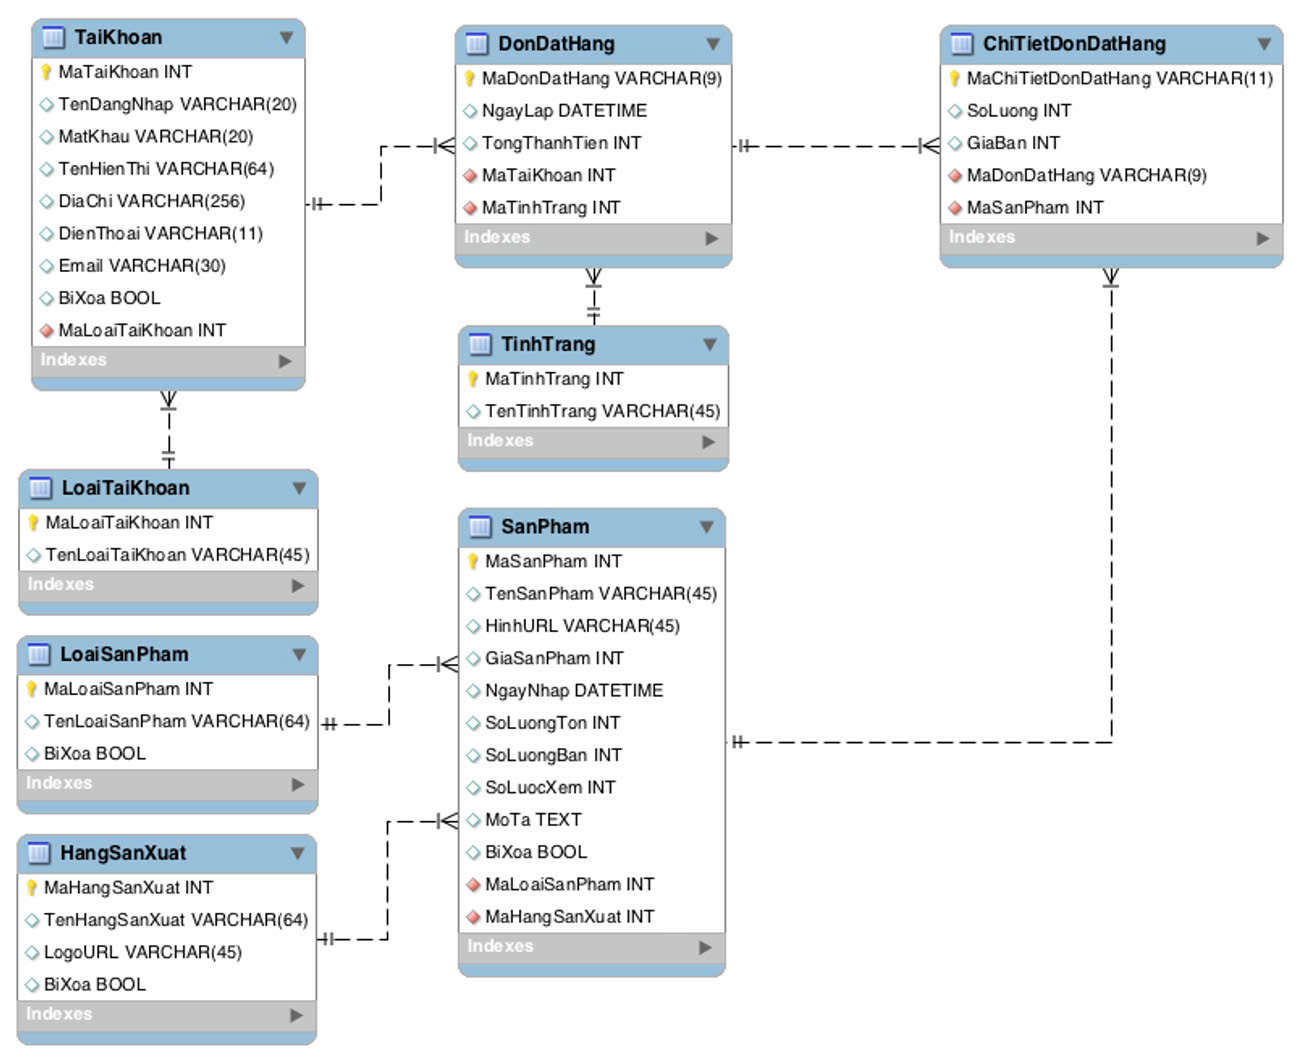 TaiKhoan
MaTaiKhoan INT
TenDangNhap VARCHAR(20)
MatKhau VARCHAR(20)
TenHienThi VARCHAR(64)
DiaChi VARCHAR(256)
DienThoai VARCHAR(11)
Email VARCHAR(30)
BiXoa BOOL
MaLoaiTaiKhoan INT
Indexes
DonDatHang
MaDonDatHang VARCHAR(9)
NgayLap DATETIME
TongThanhTien INT
MaTaiKhoan INT
MaTinhTrang INT
Indexes
ChiTietDonDatHang
MaChiTietDonDatHang VARCHAR(11)
SoLuong INT
GiaBan INT
MaDonDatHang VARCHAR(9)
MaSanPham INT
Indexes
TinhTrang
MaTinhTrang INT
TenTinhTrang VARCHAR(45)
Indexes
LoaiTaiKhoan
MaLoaiTaiKhoan INT
TenLoaiTaiKhoan VARCHAR(45)
Indexes
SanPham
MaSanPham INT
TenSanPham VARCHAR(45)
HinhURL VARCHAR(45)
GiaSanPham INT
NgayNhap DATETIME
SoLuongTon INT
SoLuongBan INT
SoLuocXem INT
MoTa TEXT
BiXoa BOOL
MaLoaiSanPham INT
MaHangSanXuat INT
Indexes
LoaiSanPham
MaLoaiSanPham INT
TenLoaiSanPham VARCHAR(64)
BiXoa BOOL
Indexes
HangSanXuat
MaHangSanXuat INT
TenHangSanXuat VARCHAR(64)
LogoURL VARCHAR(45)
BiXoa BOOL
Indexes